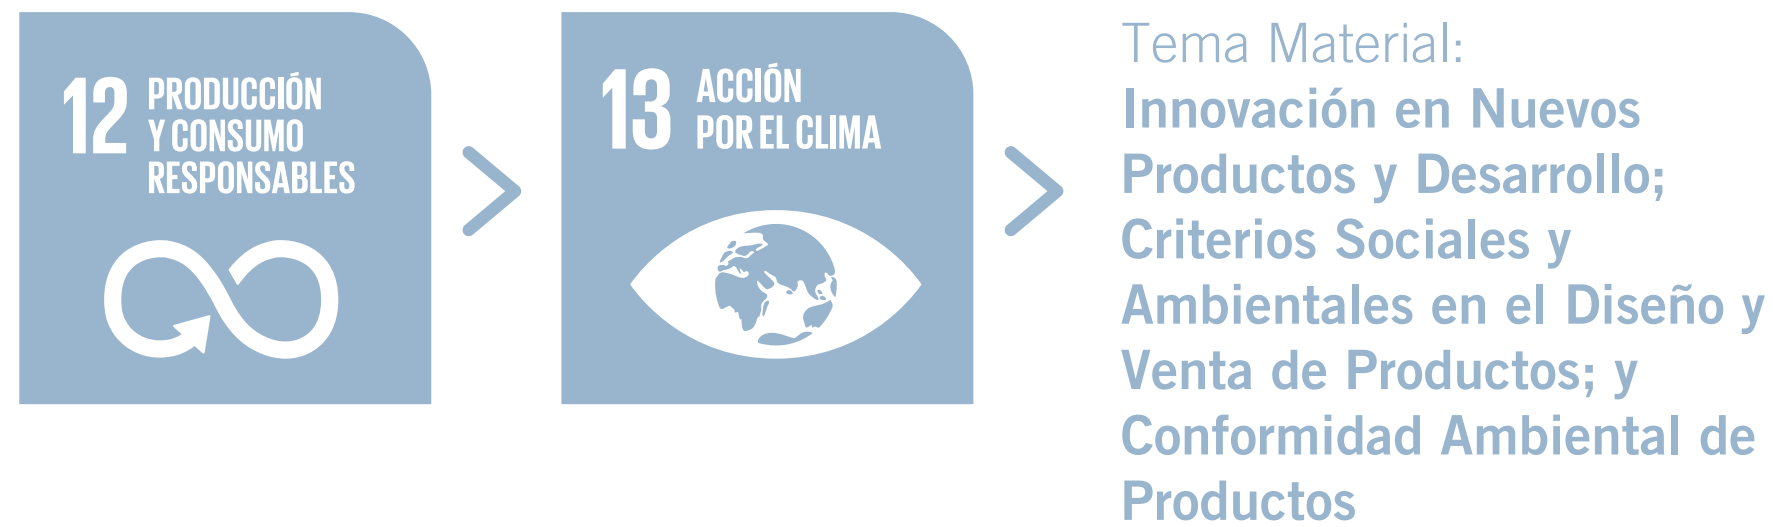 12 PRODUCCIÓN
Y CONSUMO
RESPONSABLES
13 ACCIÓN
POR EL CLIMA
Tema Material:
Innovación en Nuevos
Productos y Desarrollo;
Criterios Sociales y
Ambientales en el Diseño y
Venta de Productos; y
Conformidad Ambiental de
Productos